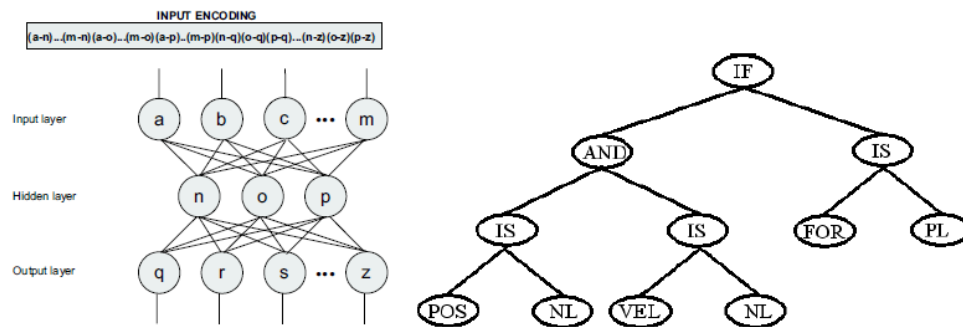 INPUT ENCODING
(a-n)...(m-n)(a-o)...(m-o)(a-p)..(m-p)(n-q)(o-q)(p-q)...(n-z)(o-z)(p-z)
Input layer a b c ••• m
Hidden layer n o p
Output layer q r s ••• z
IF
AND IS
IS IS FOR PL
POS NL VEL NL